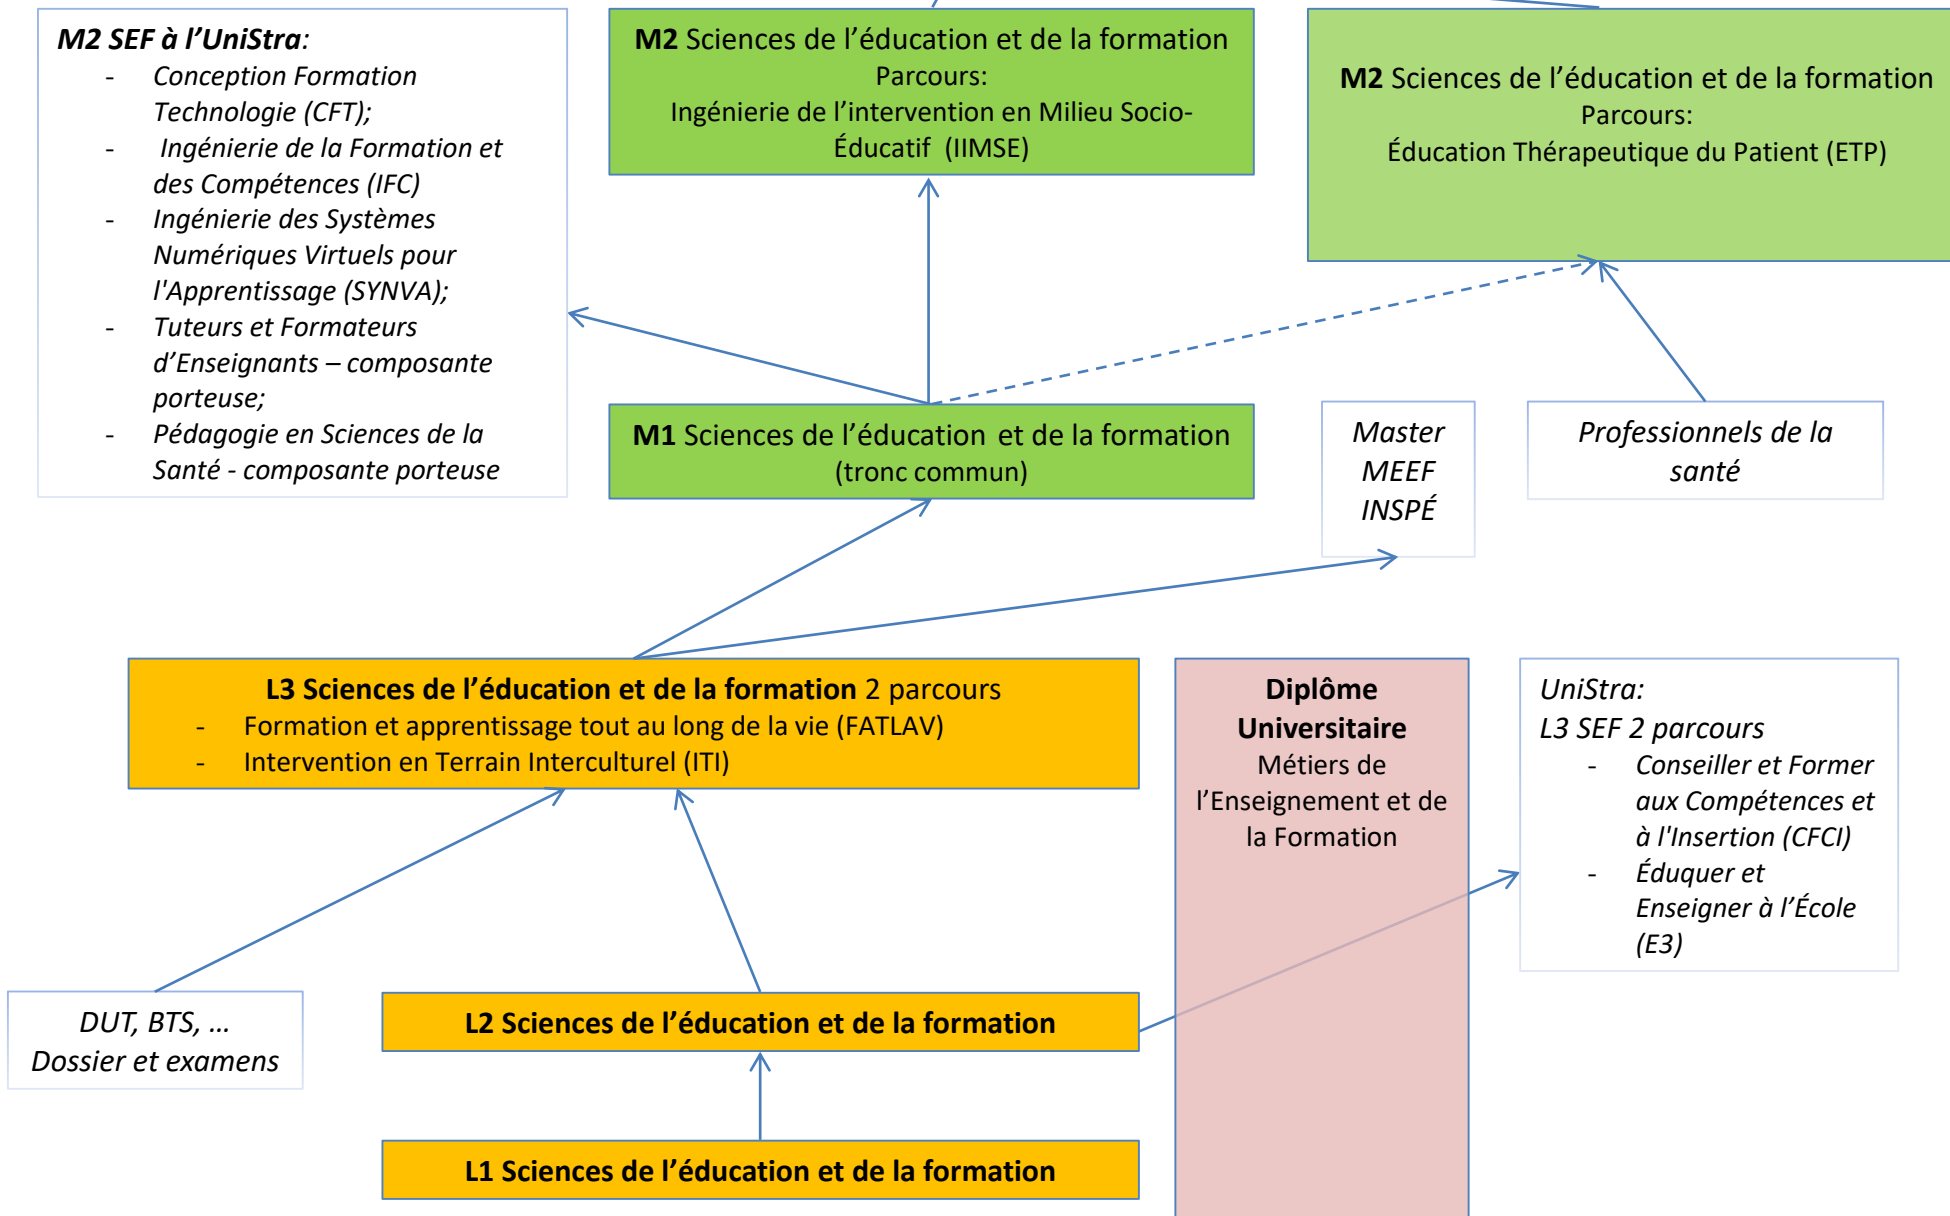 M2 SEF à l’UniStra:
- Conception Formation
Technologie (CFT);
- Ingénierie de la Formation et
des Compétences (IFC)
- Ingénierie des Systèmes
Numériques Virtuels pour
l'Apprentissage (SYNVA);
- Tuteurs et Formateurs
d’Enseignants – composante
porteuse;
- Pédagogie en Sciences de la
Santé - composante porteuse
M2 Sciences de l’éducation et de la formation
Parcours:
Ingénierie de l’intervention en Milieu Socio-
Éducatif (IIMSE)
M2 Sciences de l’éducation et de la formation
Parcours:
Éducation Thérapeutique du Patient (ETP)
M1 Sciences de l’éducation et de la formation
(tronc commun)
Master
MEEF
INSPÉ
Professionnels de la
santé
L3 Sciences de l’éducation et de la formation 2 parcours
- Formation et apprentissage tout au long de la vie (FATLAV)
- Intervention en Terrain Interculturel (ITI)
Diplôme
Universitaire
Métiers de
l’Enseignement et de
la Formation
UniStra:
L3 SEF 2 parcours
- Conseiller et Former
aux Compétences et
à l'Insertion (CFCI)
- Éduquer et
Enseigner à l’École
(E3)
DUT, BTS, …
Dossier et examens
L2 Sciences de l’éducation et de la formation
L1 Sciences de l’éducation et de la formation